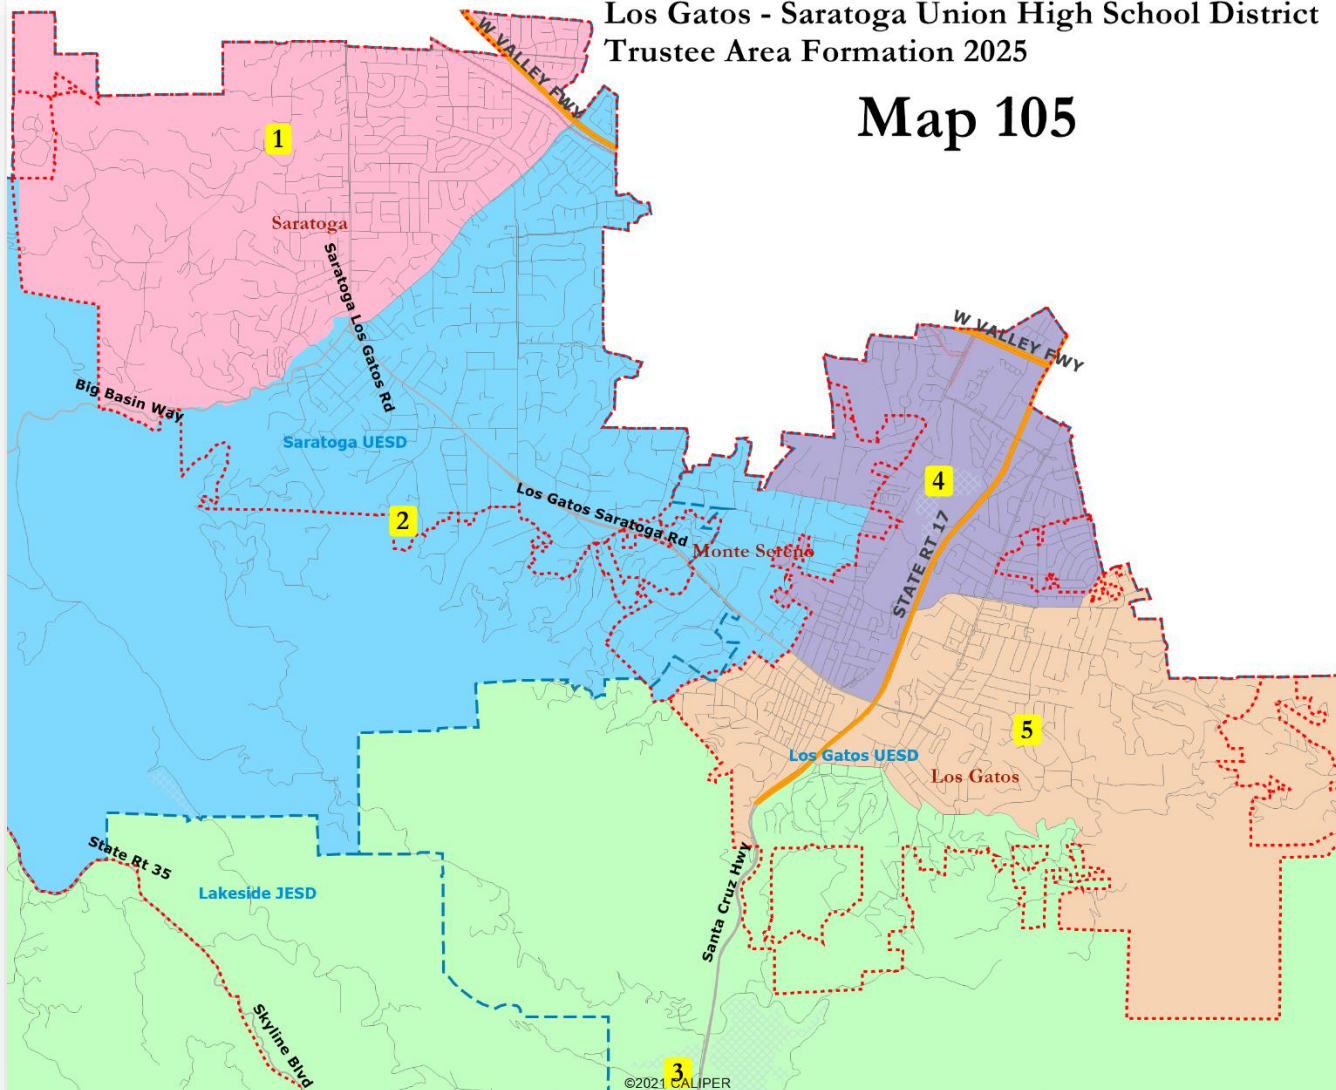 Los Gatos - Saratoga Union High School District
Trustee Area Formation 2025
Map 105
W VALLEY FWY
1
Saratoga
Saratoga Los Gatos Rd
W VALLEY FWY
Big Basin Way
Saratoga UESD
4
2
Los Gatos Saratoga Rd
Monte Sereno
STATE RT 17
5
Los Gatos UESD
Los Gatos
State Rt 35
Lakeside JESD
Santa Cruz Hwy
Skyline Blvd
3
©2021 CALIPER